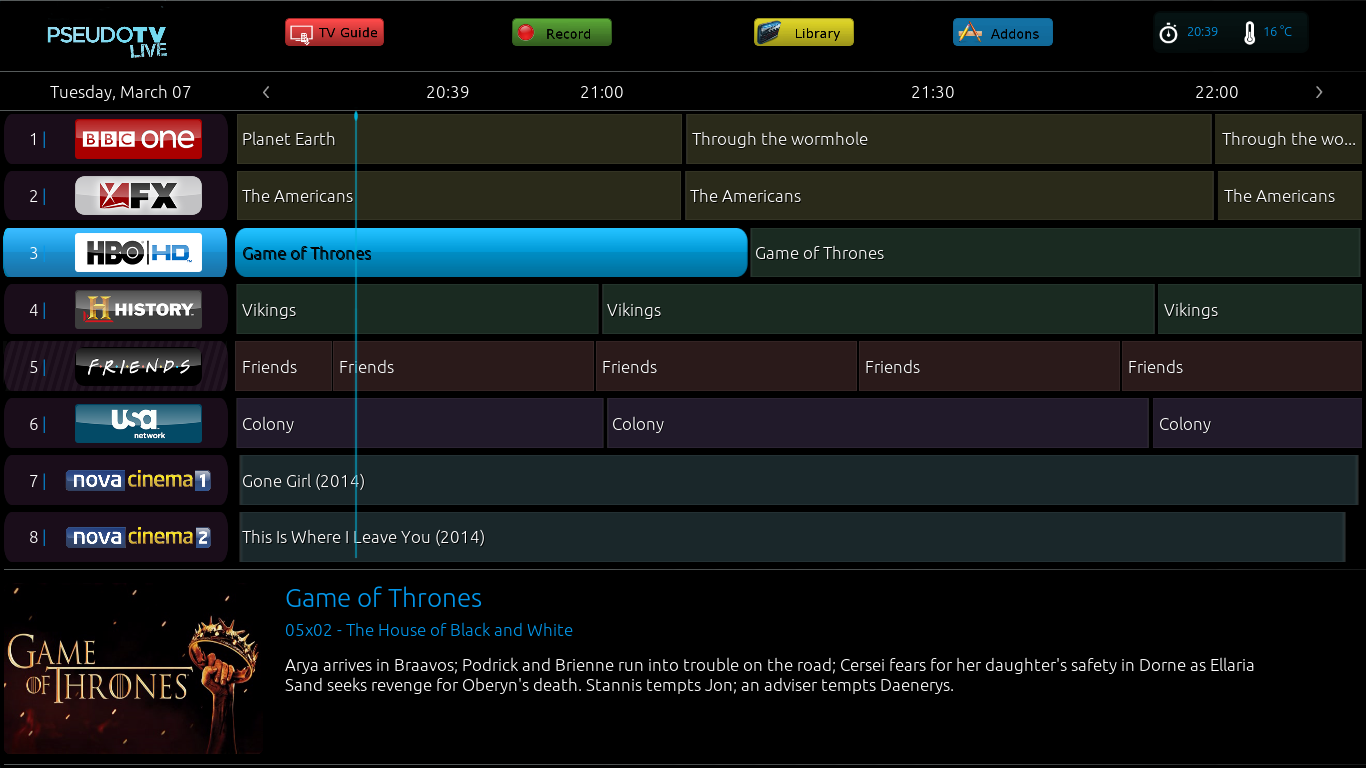 PSEUDOTV LIVE
TV Guide
Record
Library
Addons
20:39
16 °C
Tuesday, March 07
20:39
21:00
21:30
22:00
1 | BBC one
Planet Earth
Through the wormhole
Through the wo...
2 | FX
The Americans
The Americans
The Americans
3 HBO HD
Game of Thrones
Game of Thrones
4 | H HISTORY
Vikings
Vikings
Vikings
5 | F·R·I·E·N·D·S
Friends
Friends
Friends
Friends
Friends
6 | usa network
Colony
Colony
Colony
7 | nova cinema 1
Gone Girl (2014)
8 | nova cinema 2
This Is Where I Leave You (2014)
GAME OF THRONES
Game of Thrones
05x02 - The House of Black and White
Arya arrives in Braavos; Podrick and Brienne run into trouble on the road; Cersei fears for her daughter's safety in Dorne as Ellaria
Sand seeks revenge for Oberyn's death. Stannis tempts Jon; an adviser tempts Daenerys.